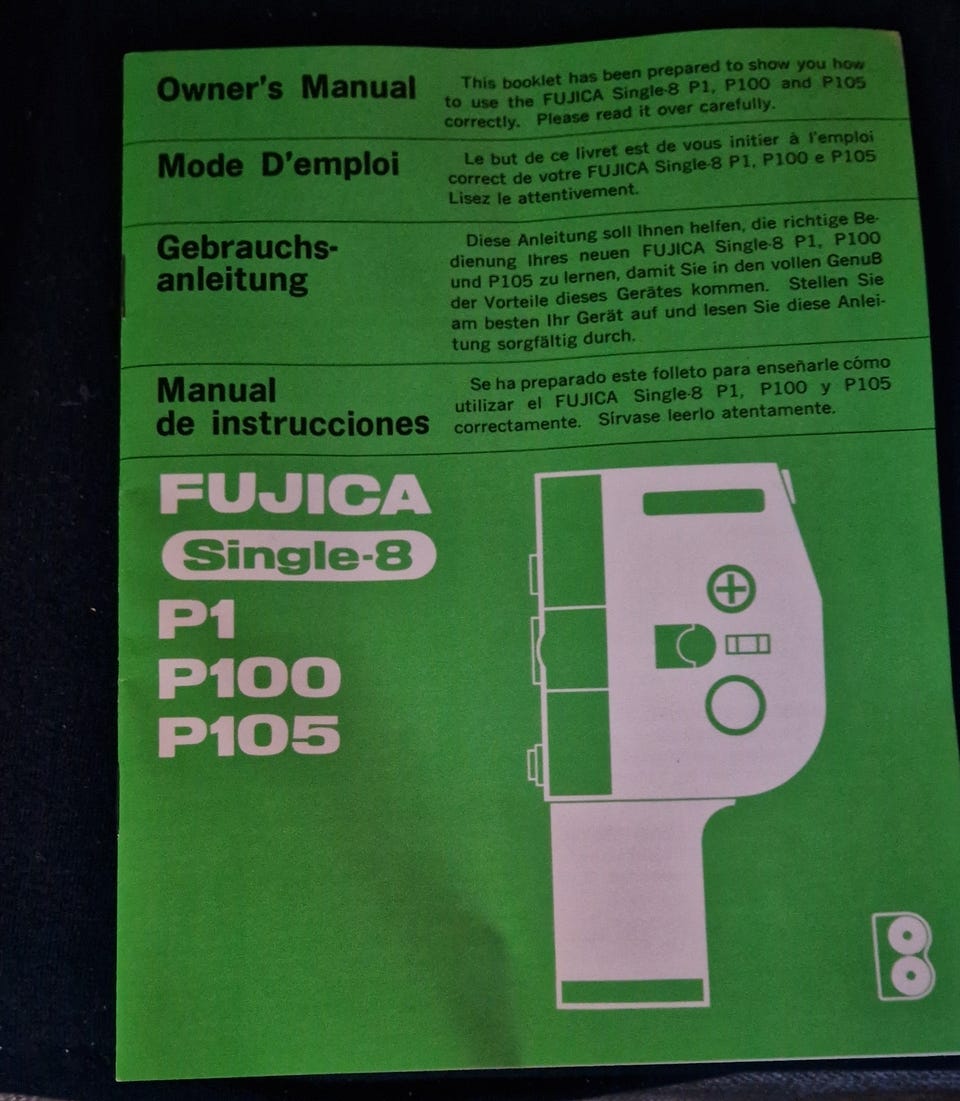 Owner's Manual
This booklet has been prepared to show you how
to use the FUJICA Single-8 P1, P100 and P105
correctly. Please read it over carefully.
Mode D'emploi
Le but de ce livret est de vous initier à l'emploi
correct de votre FUJICA Single-8 P1, P100 e P105
Lisez le attentivement.
Gebrauchs-
anleitung
Diese Anleitung soll Ihnen helfen, die richtige Be-
dienung Ihres neuen FUJICA Single-8 P1, P100
und P105 zu lernen, damit Sie in den vollen Genuß
der Vorteile dieses Gerätes kommen. Stellen Sie
am besten Ihr Gerät auf und lesen Sie diese Anlei-
tung sorgfältig durch.
Manual
de instrucciones
Se ha preparado este folleto para enseñarle cómo
utilizar el FUJICA Single-8 P1, P100 y P105
correctamente. Sírvase leerlo atentamente.
FUJICA
Single-8
P1
P100
P105